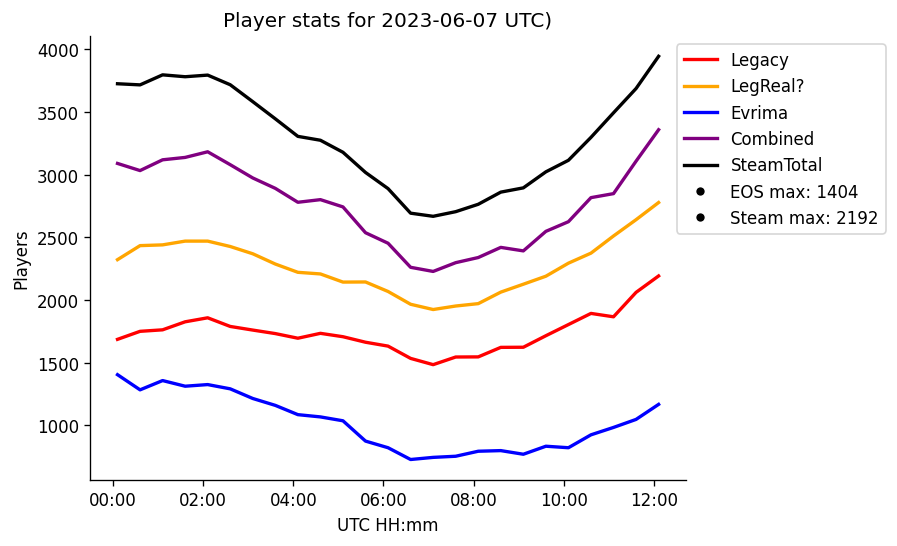 Player stats for 2023-06-07 UTC)
4000
3500
3000
2500
2000
1500
1000
Players
00:00 02:00 04:00 06:00 08:00 10:00 12:00
UTC HH:mm
Legacy
LegReal?
Evrima
Combined
SteamTotal
EOS max: 1404
Steam max: 2192